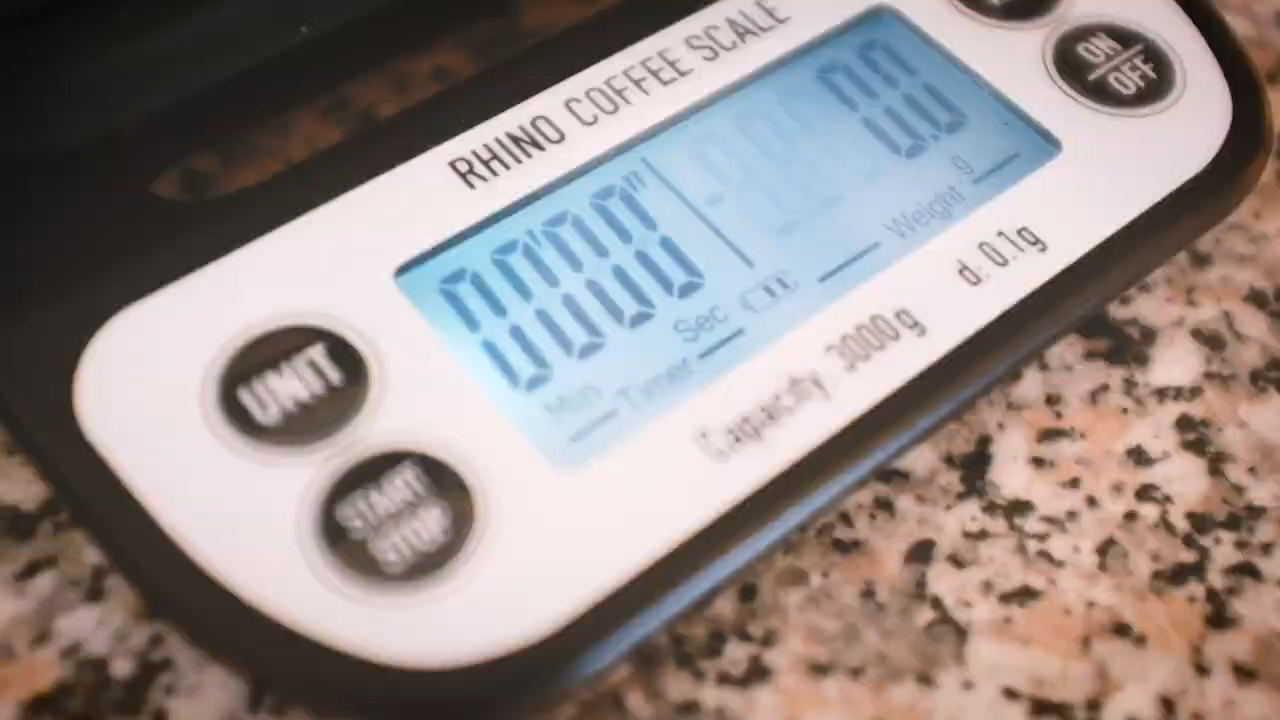 RHINO COFFEE SCALE
ON
OFF
00'00"
0.0
g
Min
Sec
Timer
Weight
UNIT
START
STOP
Capacity 3000g
d: 0.1g